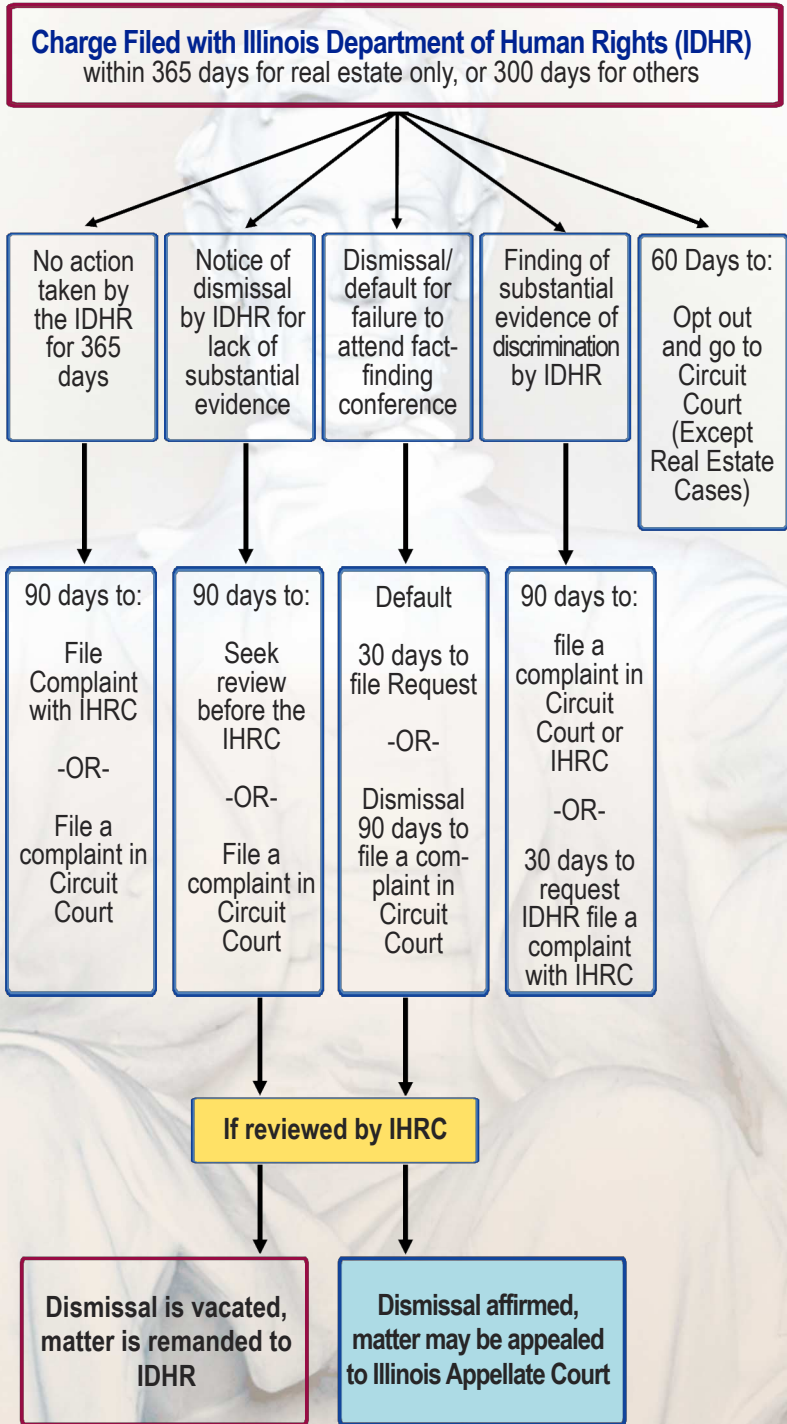 Charge Filed with Illinois Department of Human Rights (IDHR)
within 365 days for real estate only, or 300 days for others
No action
taken by
the IDHR
for 365
days
Notice of
dismissal
by IDHR for
lack of
substantial
evidence
Dismissal/
default for
failure to
attend fact-
finding
conference
Finding of
substantial
evidence of
discrimination
by IDHR
60 Days to:
Opt out
and go to
Circuit
Court
(Except
Real Estate
Cases)
90 days to:
File
Complaint
with IHRC
-OR-
File a
complaint in
Circuit
Court
90 days to:
Seek
review
before the
IHRC
-OR-
File a
complaint in
Circuit
Court
Default
30 days to
file Request
-OR-
Dismissal
90 days to
file a com-
plaint in
Circuit
Court
90 days to:
file a
complaint in
Circuit
Court or
IHRC
-OR-
30 days to
request
IDHR file a
complaint
with IHRC
If reviewed by IHRC
Dismissal is vacated,
matter is remanded to
IDHR
Dismissal affirmed,
matter may be appealed
to Illinois Appellate Court